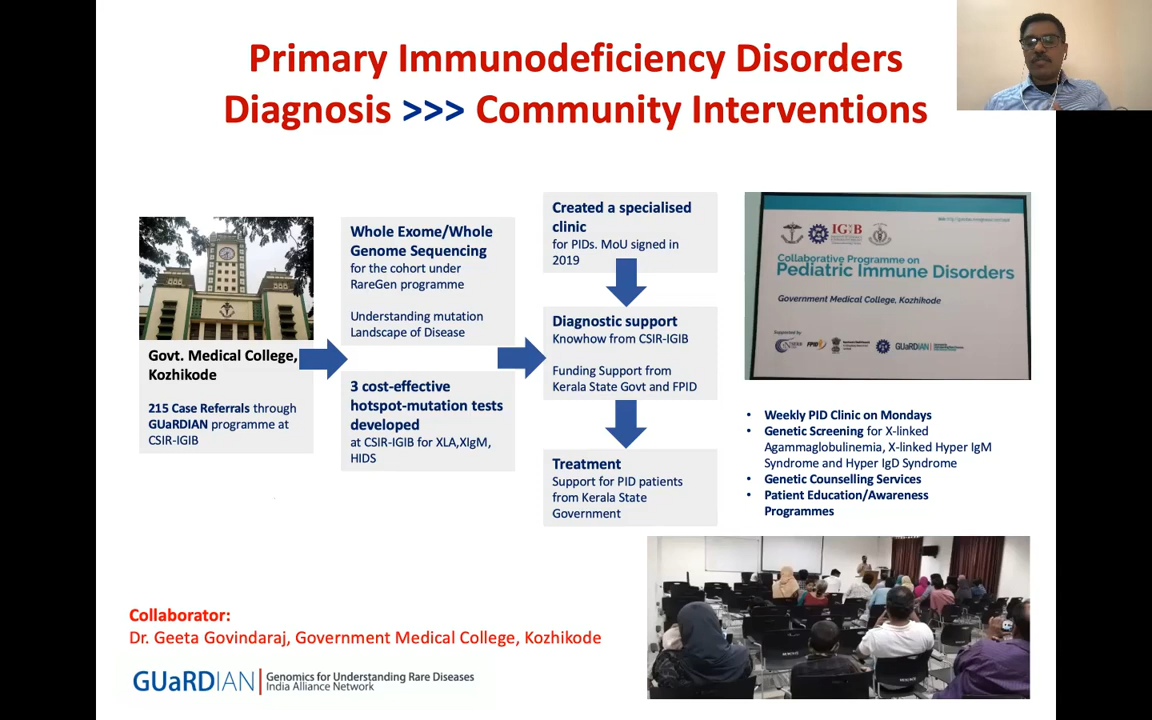 Primary Immunodeficiency Disorders
Diagnosis >>> Community Interventions
Govt. Medical College,
Kozhikode
215 Case Referrals through
GUaRDIAN programme at
CSIR-IGIB
Whole Exome/Whole
Genome Sequencing
for the cohort under
RareGen programme
Understanding mutation
Landscape of Disease
3 cost-effective
hotspot-mutation tests
developed
at CSIR-IGIB for XLA,XIgM,
HIDS
Created a specialised
clinic
for PIDs. MoU signed in
2019
Diagnostic support
Knowhow from CSIR-IGIB
Funding Support from
Kerala State Govt and FPID
Treatment
Support for PID patients
from Kerala State
Government
IGIB
Collaborative Programme on
Pediatric Immune Disorders
Government Medical College, Kozhikode
Supported by
FPID
GUaRDIAN
• Weekly PID Clinic on Mondays
• Genetic Screening for X-linked
Agammaglobulinemia, X-linked Hyper IgM
Syndrome and Hyper IgD Syndrome
• Genetic Counselling Services
• Patient Education/Awareness
Programmes
Collaborator:
Dr. Geeta Govindaraj, Government Medical College, Kozhikode
GUaRDIAN Genomics for Understanding Rare Diseases
India Alliance Network